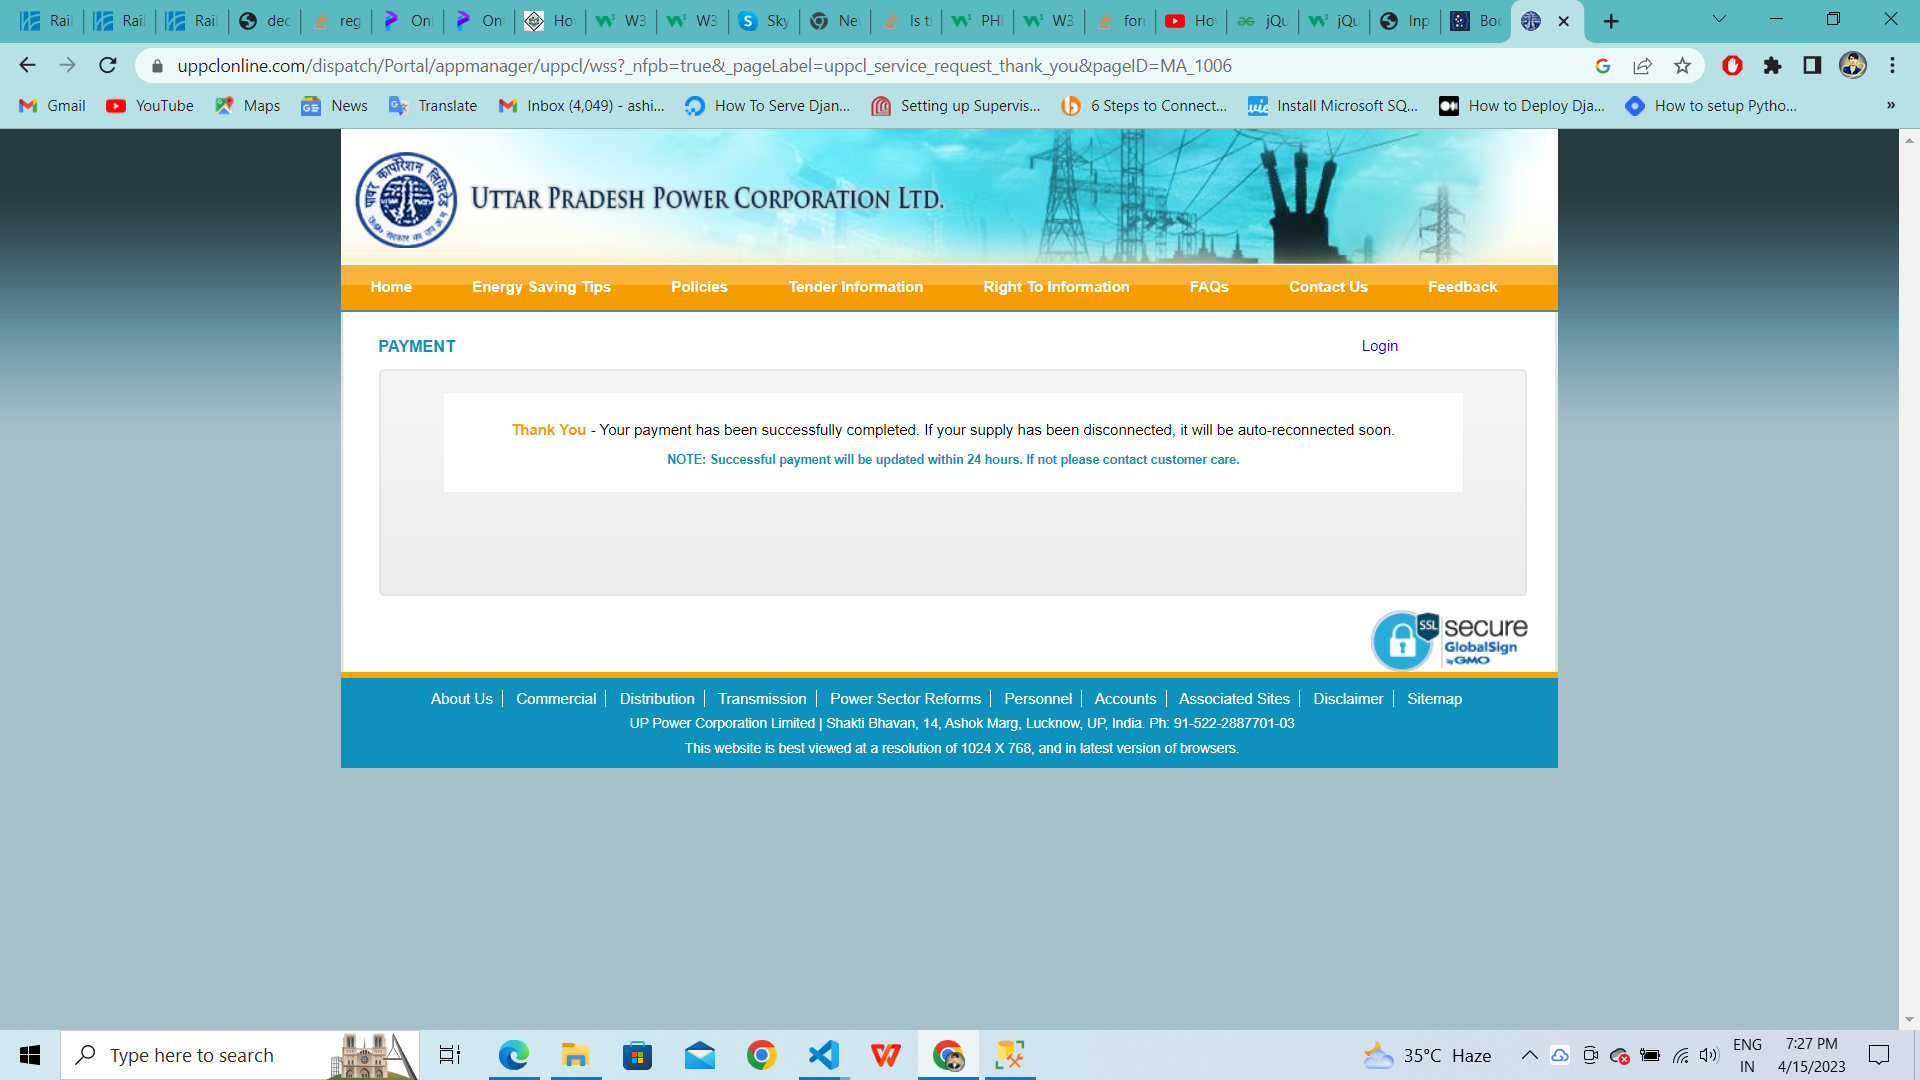 Rail
Rail
Rail
dec
reg
Onl
Onl
Hov
W3
W3
Sky
Nev
Is th
PHI
W3
forr
Hov
jQu
jQu
Inp
Boo
uppclonline.com/dispatch/Portal/appmanager/uppcl/wss?_nfpb=true&_pageLabel=uppcl_service_request_thank_you&pageID=MA_1006
Gmail YouTube Maps News Translate Inbox (4,049) - ashi... How To Serve Djan... Setting up Supervis... 6 Steps to Connect... Install Microsoft SQ... How to Deploy Dja... How to setup Pytho... »
पावर कार्पोरेशन लिमिटेड
UTTAR PRADESH POWER CORPORATION LTD.
Home Energy Saving Tips Policies Tender Information Right To Information FAQs Contact Us Feedback
PAYMENT Login
Thank You - Your payment has been successfully completed. If your supply has been disconnected, it will be auto-reconnected soon.
NOTE: Successful payment will be updated within 24 hours. If not please contact customer care.
SSL secure
GlobalSign
by GMO
About Us Commercial Distribution Transmission Power Sector Reforms Personnel Accounts Associated Sites Disclaimer Sitemap
UP Power Corporation Limited | Shakti Bhavan, 14, Ashok Marg, Lucknow, UP, India. Ph: 91-522-2887701-03
This website is best viewed at a resolution of 1024 X 768, and in latest version of browsers.
Type here to search
35°C Haze
ENG
IN
7:27 PM
4/15/2023